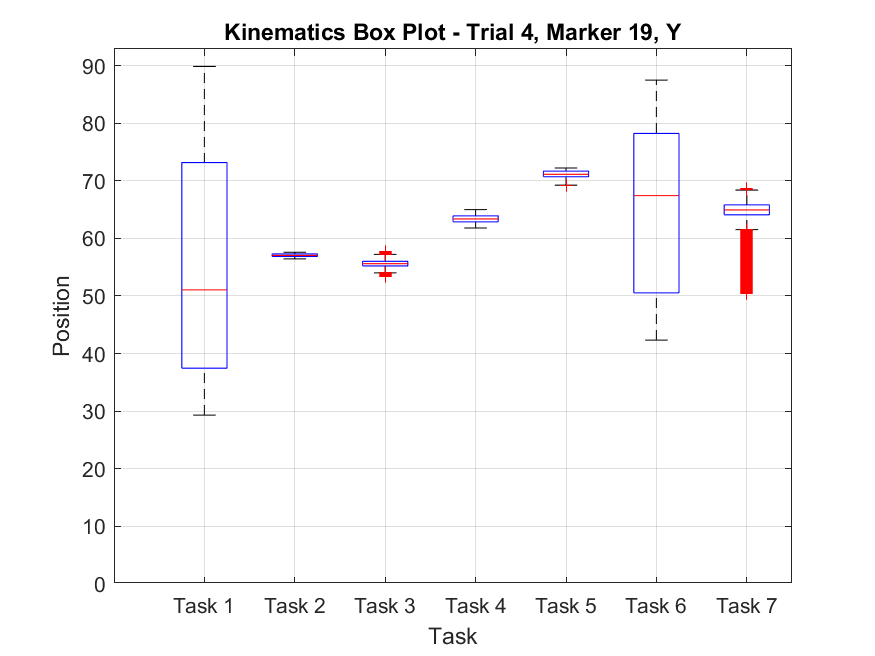 Kinematics Box Plot - Trial 4, Marker 19, Y
90
80
70
60
50
40
30
20
10
0
Position
Task 1 Task 2 Task 3 Task 4 Task 5 Task 6 Task 7
Task